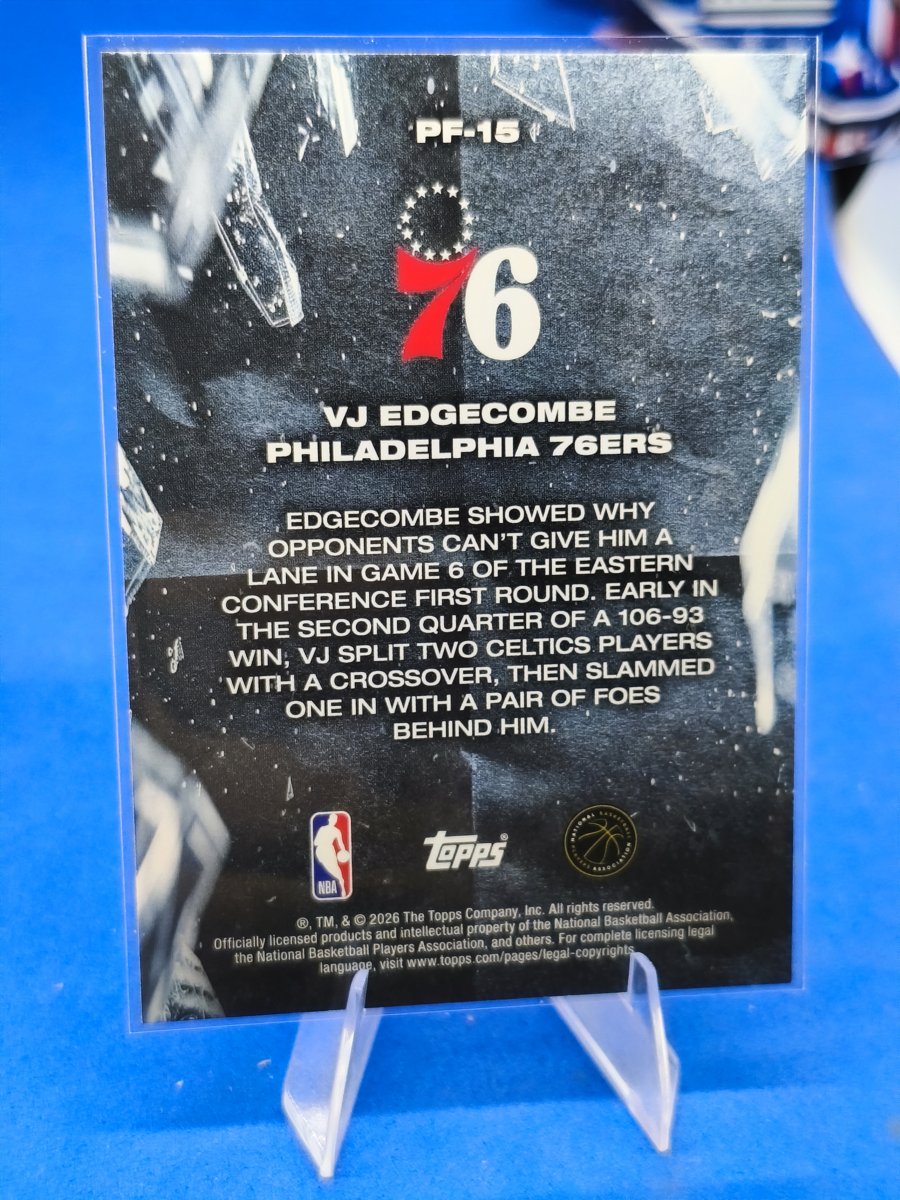 PF-15
76
VJ EDGECOMBE
PHILADELPHIA 76ERS
EDGECOMBE SHOWED WHY
OPPONENTS CAN'T GIVE HIM A
LANE IN GAME 6 OF THE EASTERN
CONFERENCE FIRST ROUND. EARLY IN
THE SECOND QUARTER OF A 106-93
WIN, VJ SPLIT TWO CELTICS PLAYERS
WITH A CROSSOVER, THEN SLAMMED
ONE IN WITH A PAIR OF FOES
BEHIND HIM.
NBA
Topps®
NATIONAL BASKETBALL PLAYERS ASSOCIATION
®, TM, & © 2026 The Topps Company, Inc. All rights reserved.
Officially licensed products and intellectual property of the National Basketball Association,
the National Basketball Players Association, and others. For complete licensing legal
language, visit www.topps.com/pages/legal-copyrights